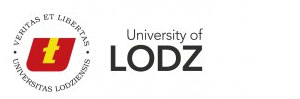 VERITAS ET LIBERTAS
UNIVERSITAS LODZIENSIS
University of
LODZ